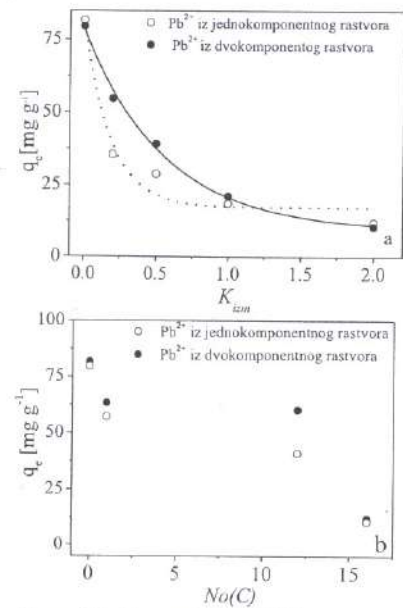 Pb²⁺ iz jednokomponentnog rastvora
Pb²⁺ iz dvokomponentog rastvora
75
50
25
0
qe [mg g⁻¹]
a
0.0 0.5 1.0 1.5 2.0
Kizm
100
Pb²⁺ iz jednokomponentnog rastvora
Pb²⁺ iz dvokomponentnog rastvora
75
50
25
0
qe [mg g⁻¹]
b
0 5 10 15
No(C)